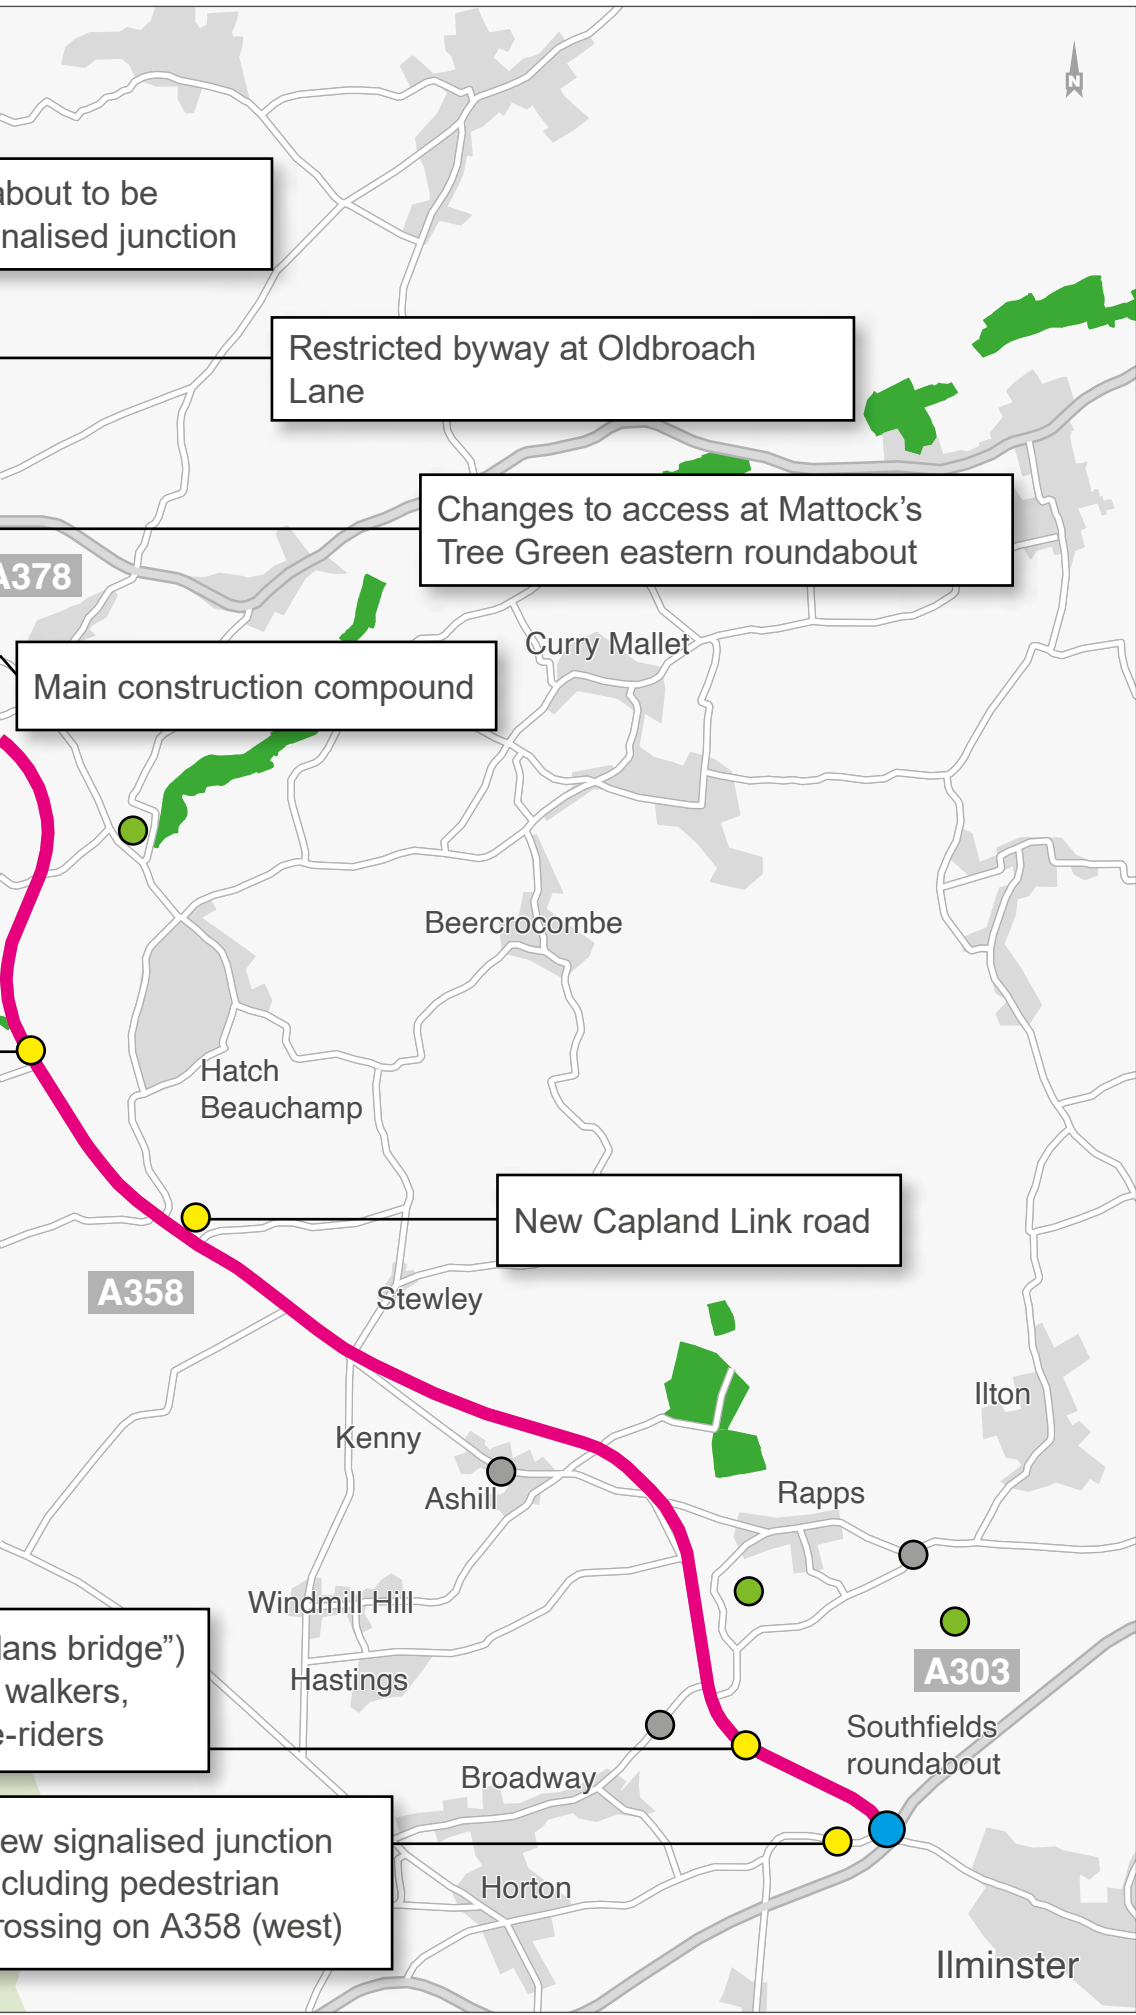 N
about to be
nalised junction
Restricted byway at Oldbroach
Lane
Changes to access at Mattock’s
Tree Green eastern roundabout
A378
Curry Mallet
Main construction compound
Beercrocombe
Hatch
Beauchamp
New Capland Link road
A358
Stewley
Ilton
Kenny
Ashill
Rapps
Windmill Hill
Hastings
lans bridge”)
walkers,
e-riders
A303
Southfields
roundabout
Broadway
ew signalised junction
cluding pedestrian
rossing on A358 (west)
Horton
Ilminster